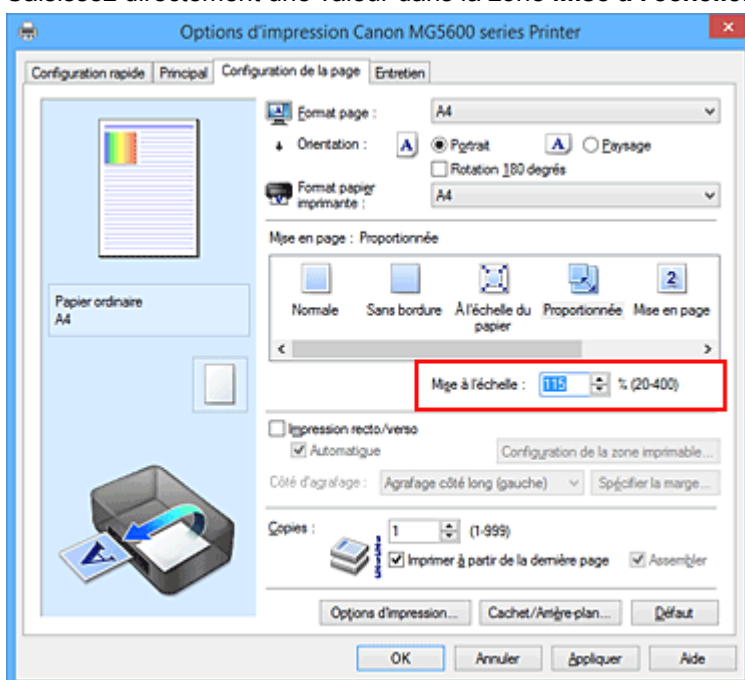 Options d'impression Canon MG5600 series Printer
Configuration rapide Principal Configuration de la page Entretien
Format page : A4
Orientation : A Portrait A Paysage
Rotation 180 degrés
Format papier imprimante : A4
Mise en page : Proportionnée
Papier ordinaire
A4
2
Normale Sans bordure À l'échelle du papier Proportionnée Mise en page
Mise à l'échelle : 115 % (20-400)
Impression recto/verso
Automatique Configuration de la zone imprimable...
Côté d'agrafage : Agrafage côté long (gauche) Spécifier la marge...
Copies : 1 (1-999)
Imprimer à partir de la dernière page Assembler
Options d'impression... Cachet/Arrière-plan... Défaut
OK Annuler Appliquer Aide